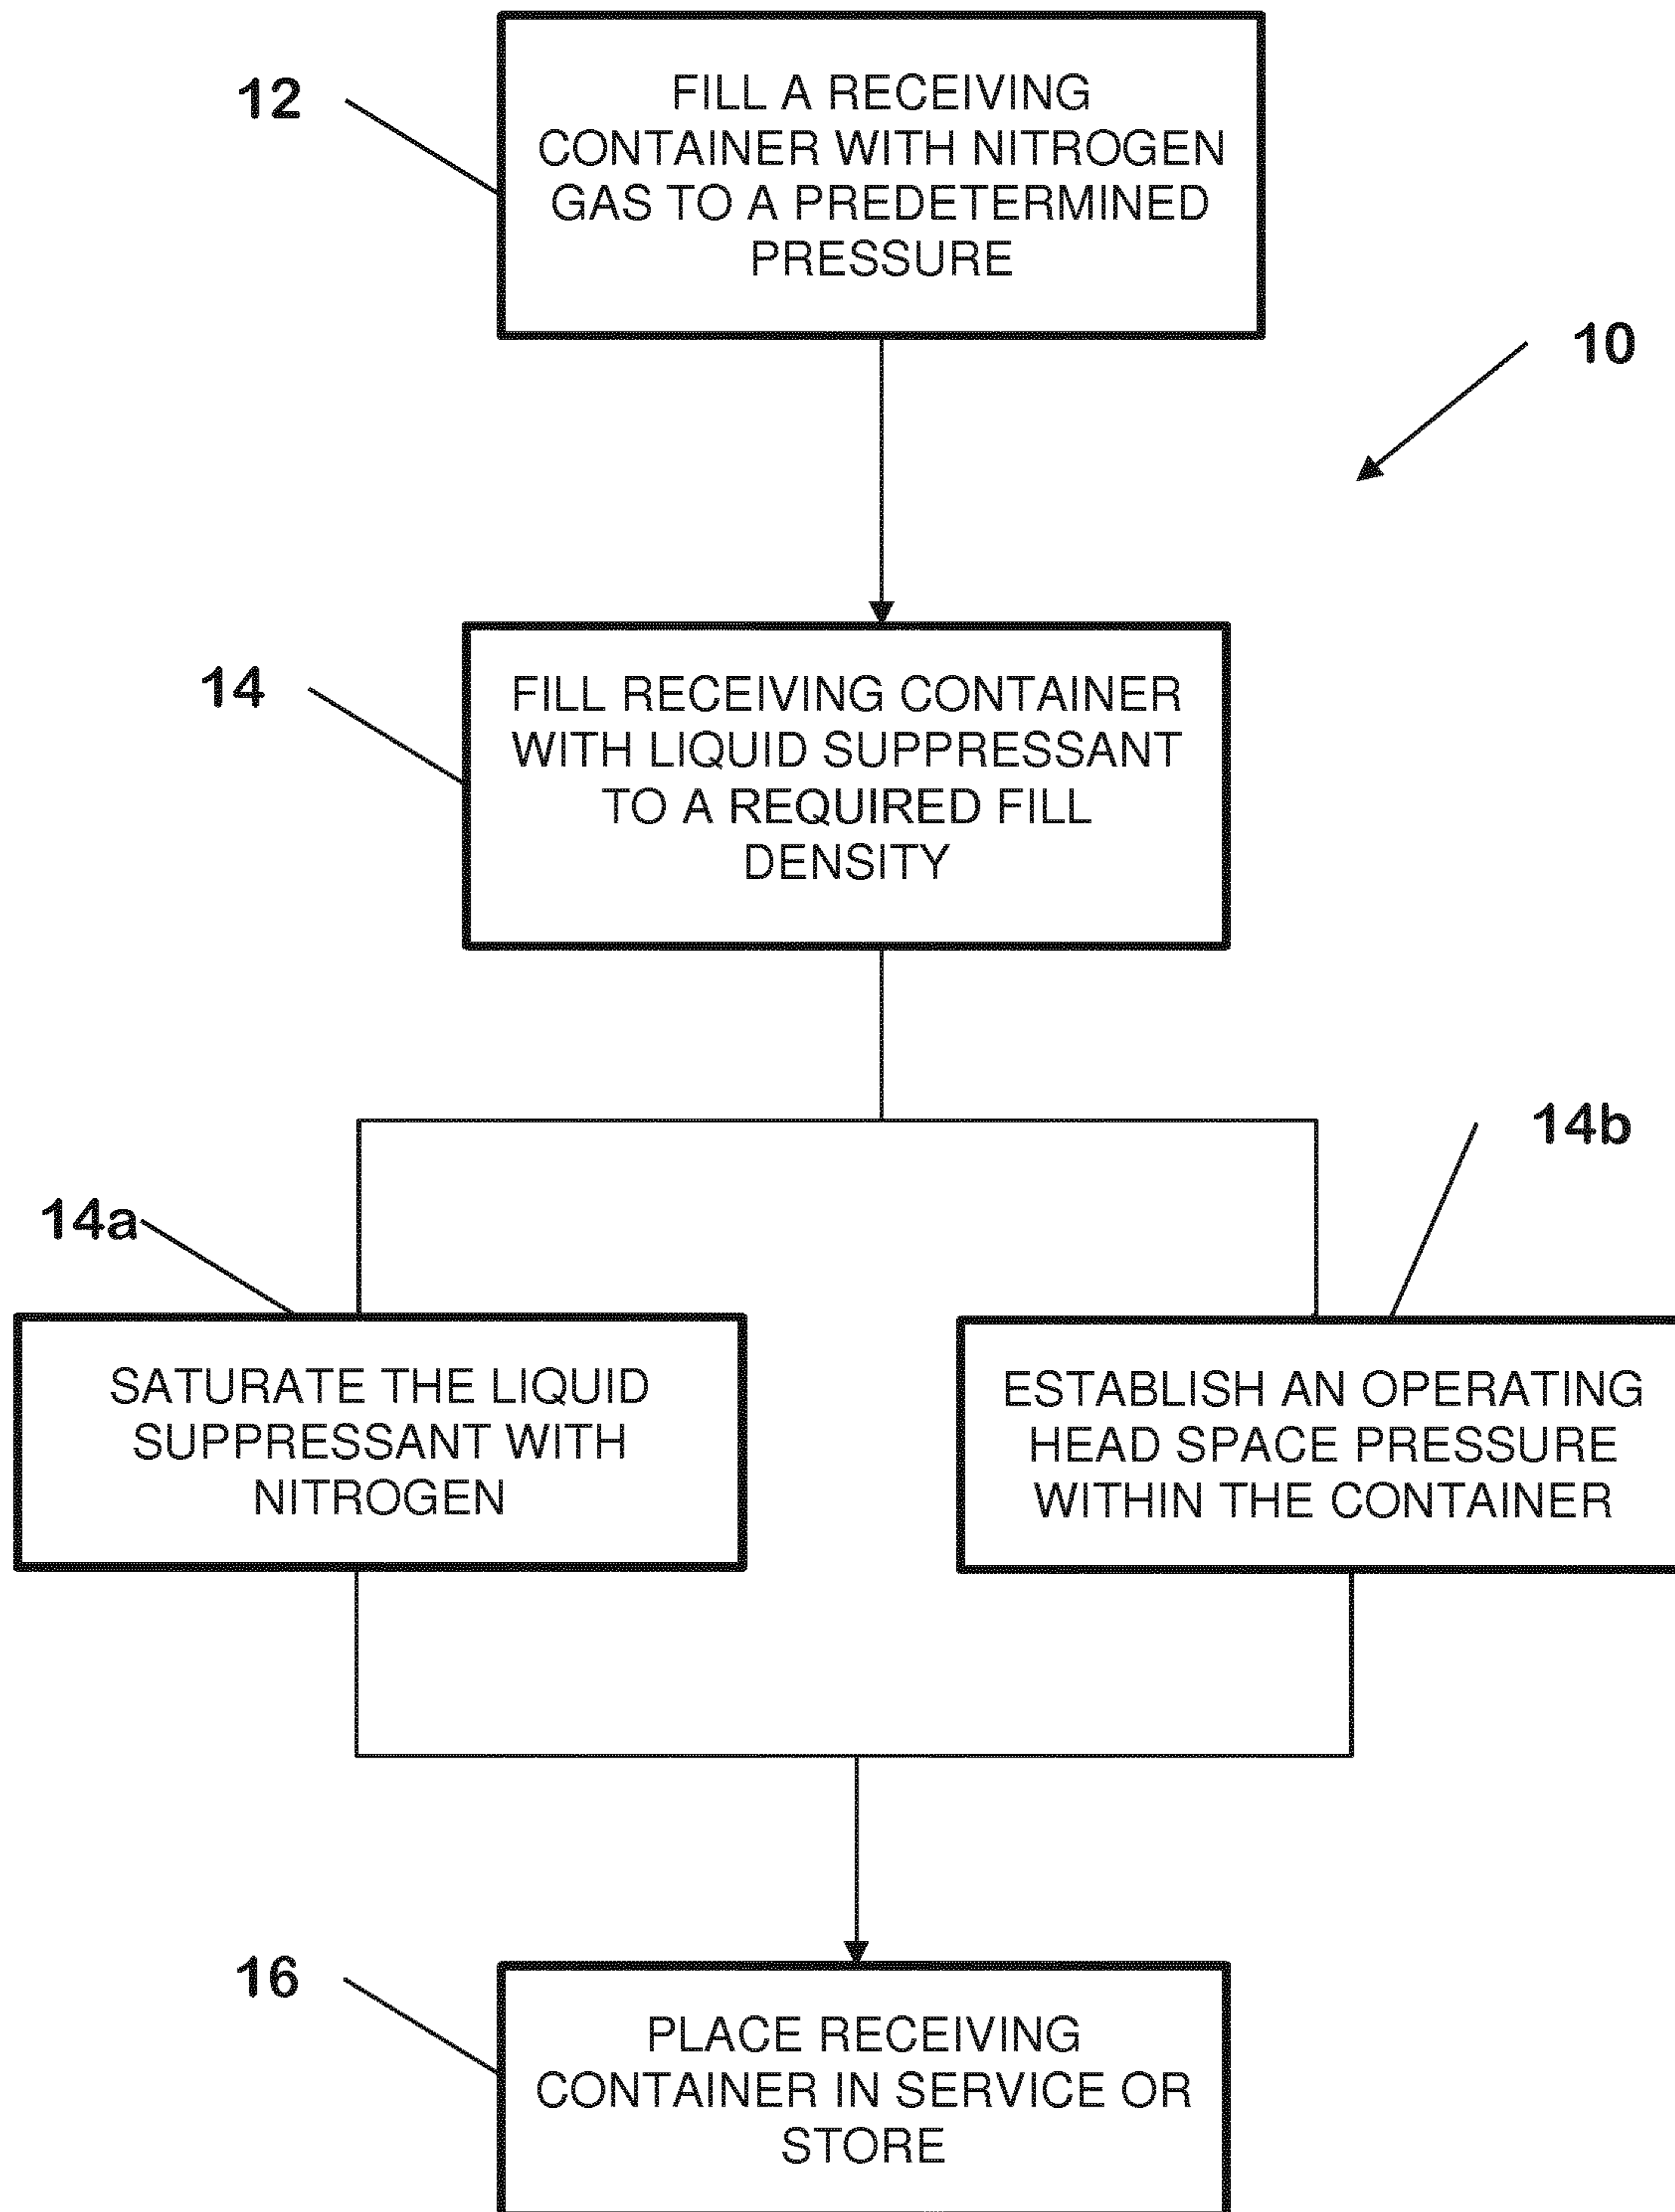 12
FILL A RECEIVING
CONTAINER WITH NITROGEN
GAS TO A PREDETERMINED
PRESSURE
10
14
FILL RECEIVING CONTAINER
WITH LIQUID SUPPRESSANT
TO A REQUIRED FILL
DENSITY
14b
14a
SATURATE THE LIQUID
SUPPRESSANT WITH
NITROGEN
ESTABLISH AN OPERATING
HEAD SPACE PRESSURE
WITHIN THE CONTAINER
16
PLACE RECEIVING
CONTAINER IN SERVICE OR
STORE